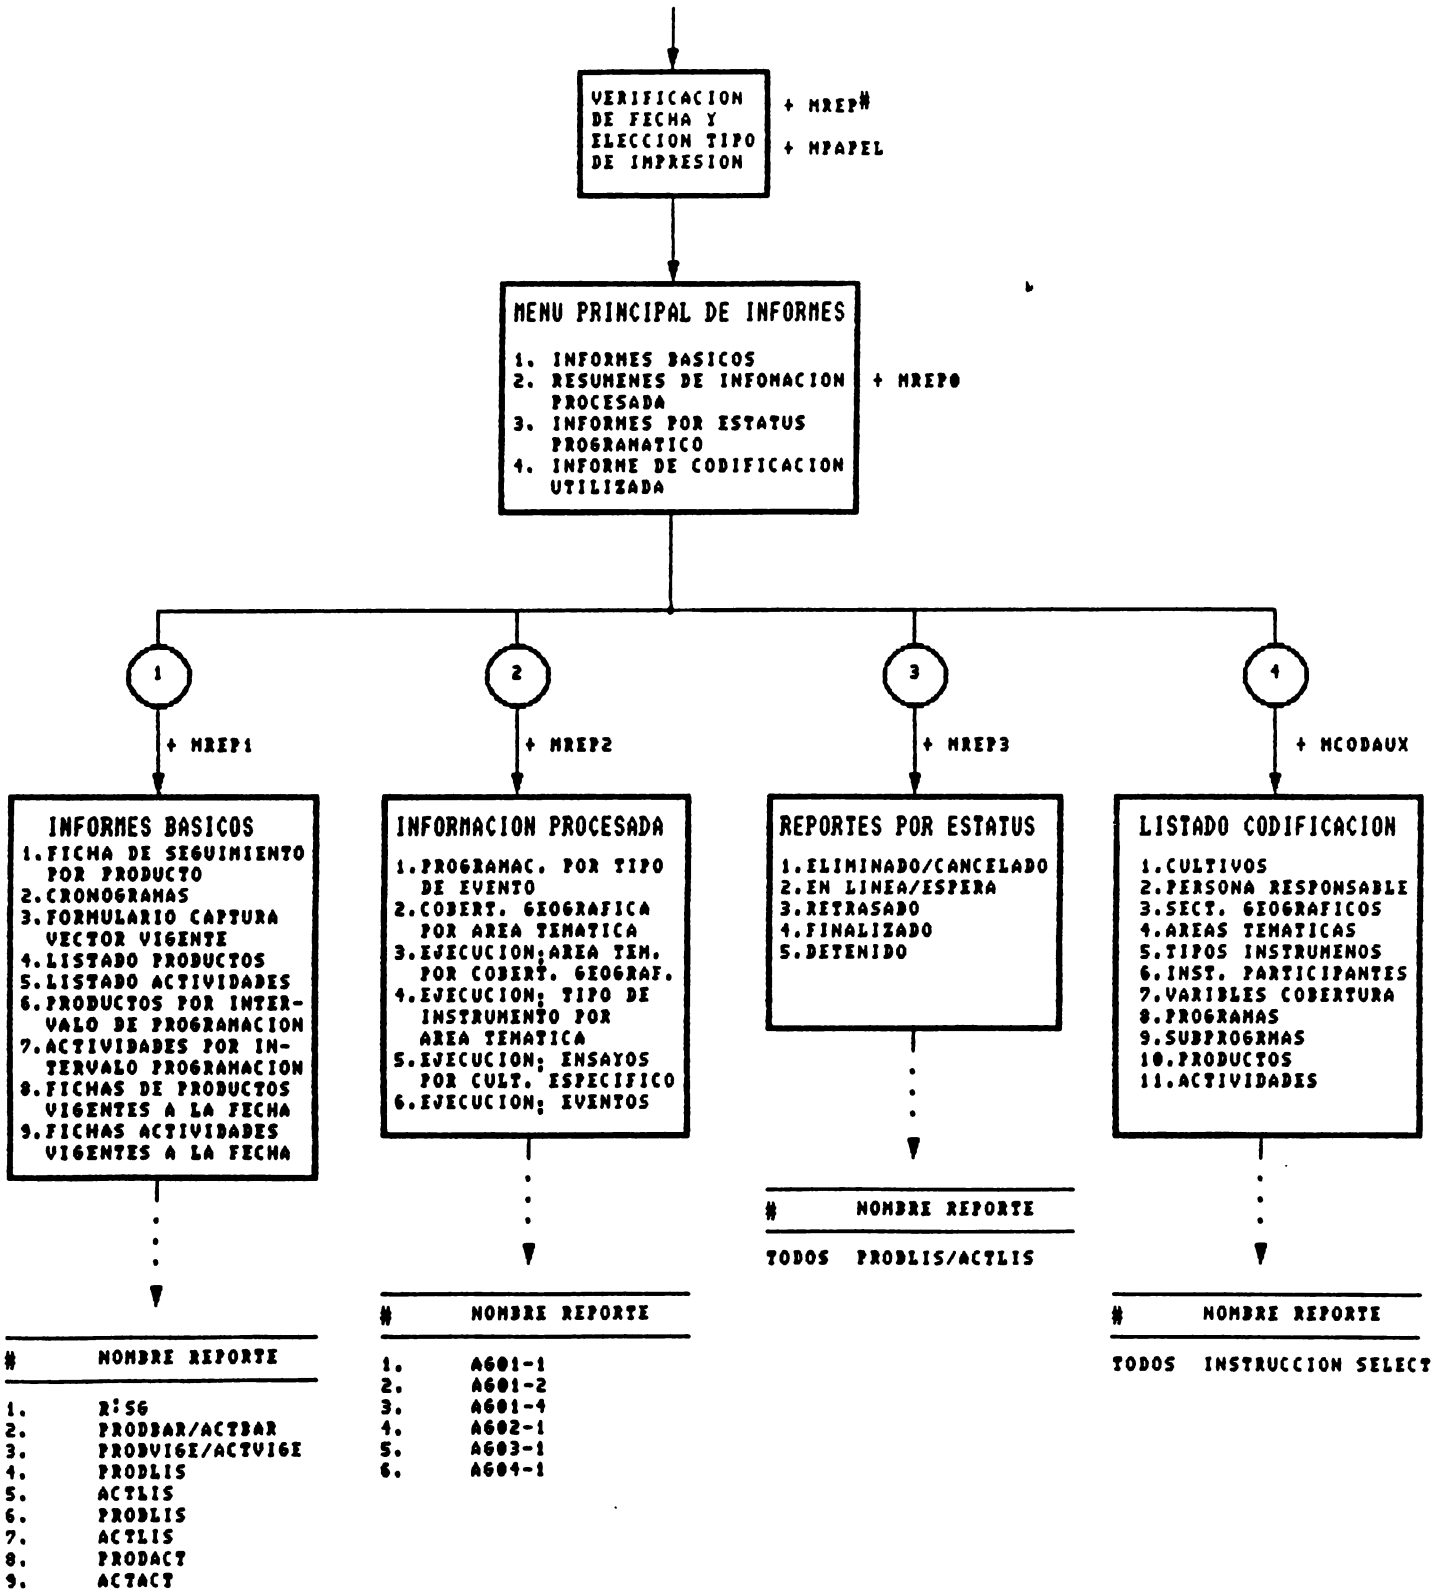 VERIFICACION
DE FECHA Y
ELECCION TIPO
DE IMPRESION
+ MREP#
+ MPAPEL
MENU PRINCIPAL DE INFORMES
1. INFORMES BASICOS
2. RESUMENES DE INFOMACION
PROCESADA
3. INFORMES POR ESTATUS
PROGRAMATICO
4. INFORME DE CODIFICACION
UTILIZADA
+ MREP0
1
2
3
4
+ MREP1
+ MREP2
+ MREP3
+ MCODAUX
INFORMES BASICOS
1.FICHA DE SEGUIMIENTO
POR PRODUCTO
2.CRONOGRAMAS
3.FORMULARIO CAPTURA
VECTOR VIGENTE
4.LISTADO PRODUCTOS
5.LISTADO ACTIVIDADES
6.PRODUCTOS POR INTER-
VALO DE PROGRAMACION
7.ACTIVIDADES POR IN-
TERVALO PROGRAMACION
8.FICHAS DE PRODUCTOS
VIGENTES A LA FECHA
9.FICHAS ACTIVIDADES
VIGENTES A LA FECHA
# NOMBRE REPORTE
1. R:SG
2. PRODBAR/ACTBAR
3. PRODVIGE/ACTVIGE
4. PRODLIS
5. ACTLIS
6. PRODLIS
7. ACTLIS
8. PRODACT
9. ACTACT
INFORMACION PROCESADA
1.PROGRAMAC. POR TIPO
DE EVENTO
2.COBERT. GEOGRAFICA
POR AREA TEMATICA
3.EJECUCION;AREA TEM.
POR COBERT. GEOGRAF.
4.EJECUCION; TIPO DE
INSTRUMENTO POR
AREA TEMATICA
5.EJECUCION; ENSAYOS
POR CULT. ESPECIFICO
6.EJECUCION; EVENTOS
# NOMBRE REPORTE
1. AG01-1
2. AG01-2
3. AG01-4
4. AG02-1
5. AG03-1
6. AG04-1
REPORTES POR ESTATUS
1.ELIMINADO/CANCELADO
2.EN LINEA/ESPERA
3.RETRASADO
4.FINALIZADO
5.DETENIDO
# NOMBRE REPORTE
TODOS PRODLIS/ACTLIS
LISTADO CODIFICACION
1.CULTIVOS
2.PERSONA RESPONSABLE
3.SECT. GEOGRAFICOS
4.AREAS TEMATICAS
5.TIPOS INSTRUMENOS
6.INST. PARTICIPANTES
7.VARIABLES COBERTURA
8.PROGRAMAS
9.SUBPROGRMAS
10.PRODUCTOS
11.ACTIVIDADES
# NOMBRE REPORTE
TODOS INSTRUCCION SELECT